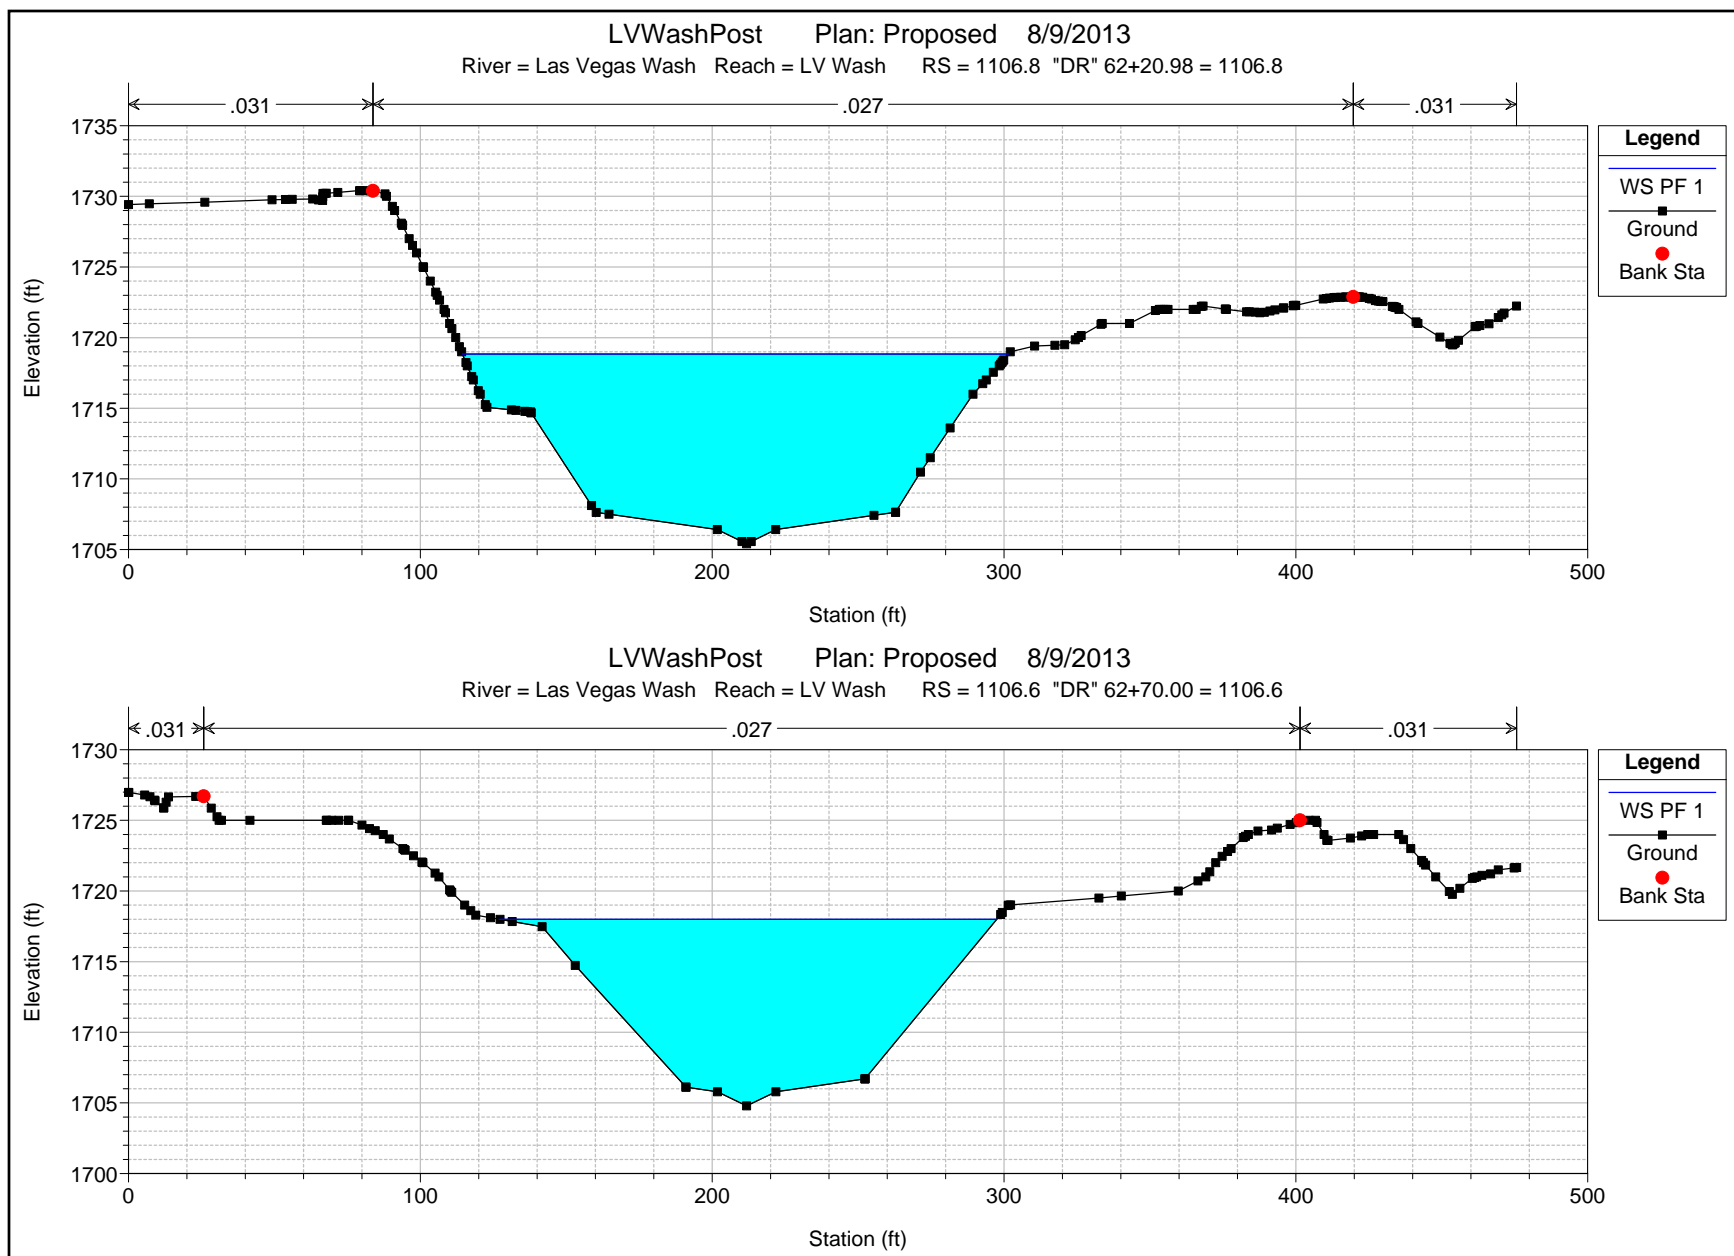 LVWashPost Plan: Proposed 8/9/2013
River = Las Vegas Wash Reach = LV Wash RS = 1106.8 "DR" 62+20.98 = 1106.8
.031 .027 .031
1735
1730
1725
1720
1715
1710
1705
Elevation (ft)
0 100 200 300 400 500
Station (ft)
Legend
WS PF 1
Ground
Bank Sta
LVWashPost Plan: Proposed 8/9/2013
River = Las Vegas Wash Reach = LV Wash RS = 1106.6 "DR" 62+70.00 = 1106.6
.031 .027 .031
1730
1725
1720
1715
1710
1705
1700
Elevation (ft)
0 100 200 300 400 500
Station (ft)
Legend
WS PF 1
Ground
Bank Sta